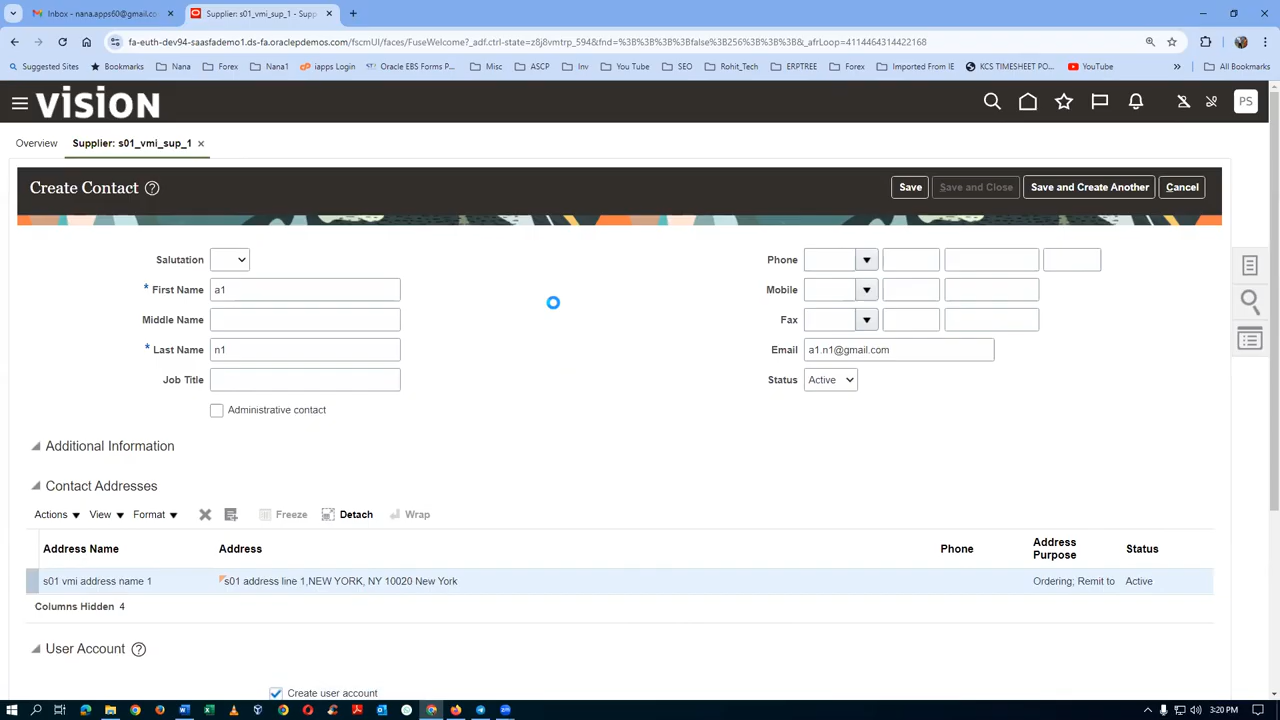 Inbox - nana.apps60@gmail.co
Supplier: s01_vmi_sup_1 - Supp
fa-euth-dev94-saasfademo1.ds-fa.oraclepdemos.com/fscmUI/faces/FuseWelcome?_adf.ctrl-state=z8j8vmtrp_594&fnd=%3B%3B%3B%3Bfalse%3B256%3B%3B%3B&_afrLoop=4114464314422168
Suggested Sites Bookmarks Nana Forex Nana1 iapps Login Oracle EBS Forms P... Misc ASCP Inv You Tube SEO Rohit_Tech ERPTREE Forex Imported From IE KCS TIMESHEET PO... YouTube » All Bookmarks
VISION
PS
Overview Supplier: s01_vmi_sup_1
Create Contact
Save Save and Close Save and Create Another Cancel
Salutation Phone
* First Name a1 Mobile
Middle Name Fax
* Last Name n1 Email a1.n1@gmail.com
Job Title Status Active
Administrative contact
Additional Information
Contact Addresses
Actions View Format Freeze Detach Wrap
Address Name Address Phone Address Purpose Status
s01 vmi address name 1 s01 address line 1,NEW YORK, NY 10020 New York Ordering; Remit to Active
Columns Hidden 4
User Account
Create user account
3:20 PM